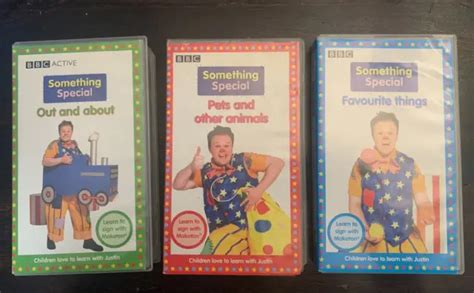 BBC ACTIVE
Something
Special
Out and about
Learn to
sign with
Makaton!
Children love to learn with Justin
BBC
Something
Special
Pets and
other animals
Learn to
sign with
Makaton!
Children love to learn with Justin
BBC
Something
Special
Favourite things
Learn to
sign with
Makaton!
Children love to learn with Justin